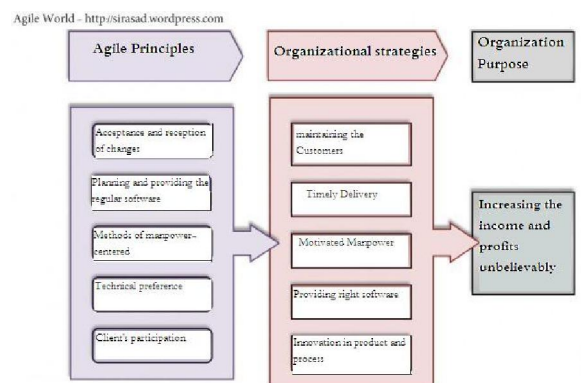 Agile World - http://sirasad.wordpress.com
Agile Principles
Organizational strategies
Organization
Purpose
Acceptance and reception
of changes
Planning and providing the
regular software
Methods of manpower-
centered
Technical preference
Client's participation
maintaining the
Customers
Timely Delivery
Motivated Manpower
Providing right software
Innovation in product and
process
Increasing the
income and
profits
unbelievably